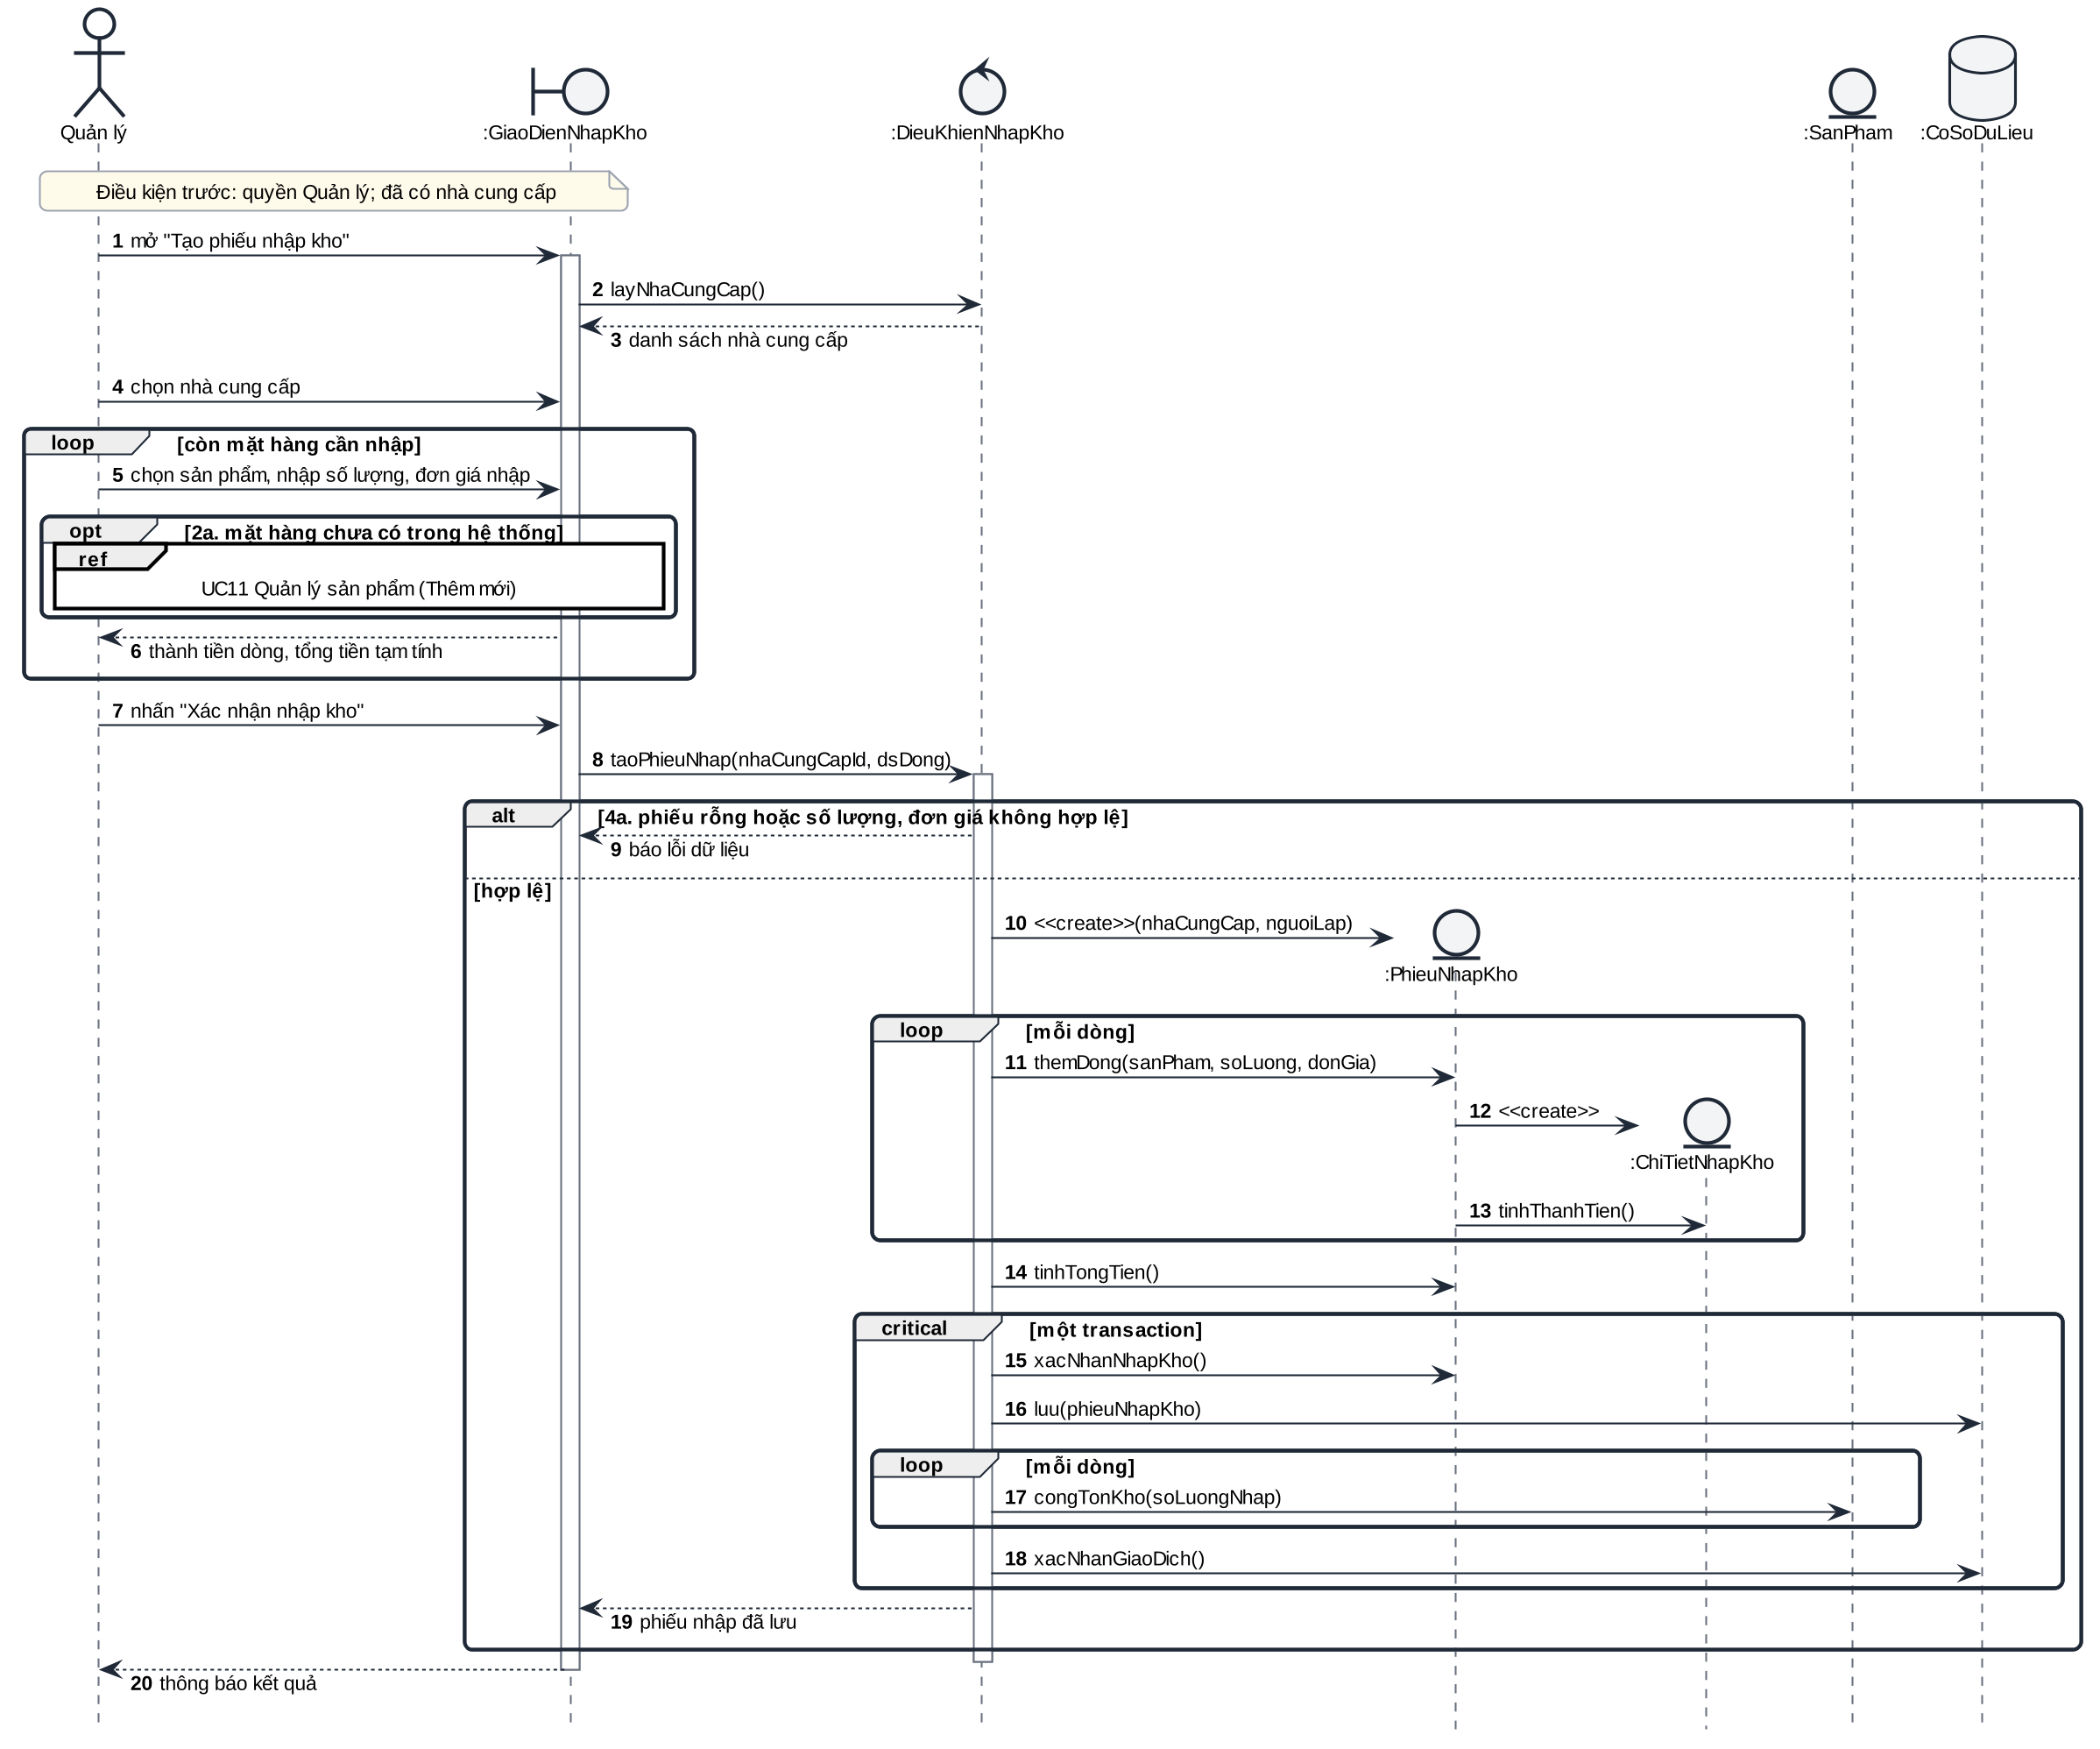 Quản lý
:GiaoDienNhapKho
:DieuKhienNhapKho
:SanPham
:CoSoDuLieu
Điều kiện trước: quyền Quản lý; đã có nhà cung cấp
1 mở "Tạo phiếu nhập kho"
2 layNhaCungCap()
3 danh sách nhà cung cấp
4 chọn nhà cung cấp
loop [còn mặt hàng cần nhập]
5 chọn sản phẩm, nhập số lượng, đơn giá nhập
opt [2a. mặt hàng chưa có trong hệ thống]
ref
UC11 Quản lý sản phẩm (Thêm mới)
6 thành tiền dòng, tổng tiền tạm tính
7 nhấn "Xác nhận nhập kho"
8 taoPhieuNhap(nhaCungCapId, dsDong)
alt [4a. phiếu rỗng hoặc số lượng, đơn giá không hợp lệ]
9 báo lỗi dữ liệu
[hợp lệ]
10 <<create>>(nhaCungCap, nguoiLap)
:PhieuNhapKho
loop [mỗi dòng]
11 themDong(sanPham, soLuong, donGia)
12 <<create>>
:ChiTietNhapKho
13 tinhThanhTien()
14 tinhTongTien()
critical [một transaction]
15 xacNhanNhapKho()
16 luu(phieuNhapKho)
loop [mỗi dòng]
17 congTonKho(soLuongNhap)
18 xacNhanGiaoDich()
19 phiếu nhập đã lưu
20 thông báo kết quả